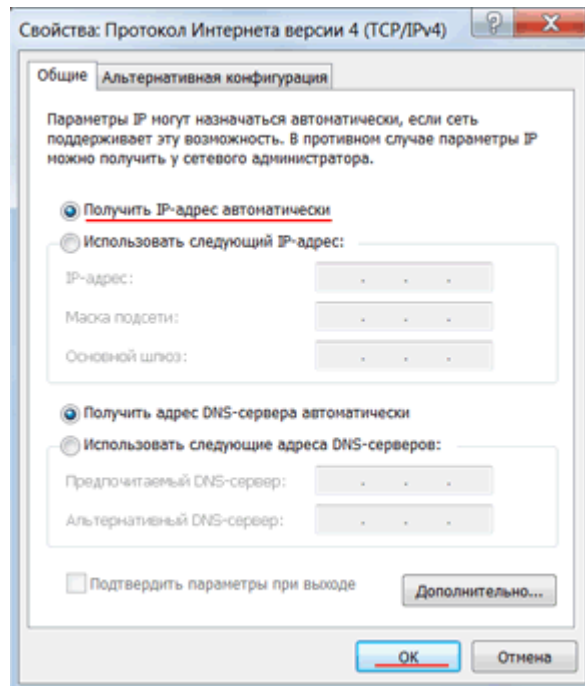 Свойства: Протокол Интернета версии 4 (TCP/IPv4)
Общие
Альтернативная конфигурация
Параметры IP могут назначаться автоматически, если сеть
поддерживает эту возможность. В противном случае параметры IP
можно получить у сетевого администратора.
Получить IP-адрес автоматически
Использовать следующий IP-адрес:
IP-адрес:
Маска подсети:
Основной шлюз:
Получить адрес DNS-сервера автоматически
Использовать следующие адреса DNS-серверов:
Предпочитаемый DNS-сервер:
Альтернативный DNS-сервер:
Подтвердить параметры при выходе
Дополнительно...
ОК
Отмена